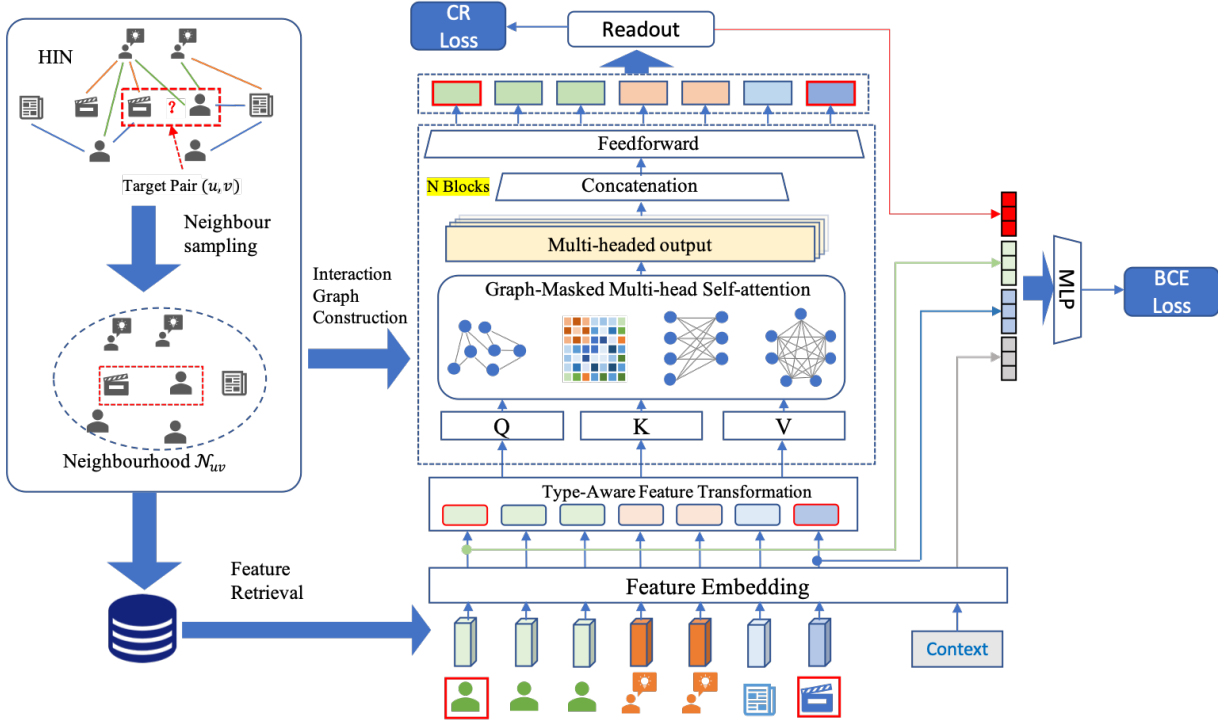 HIN
?
Target Pair (u, v)
Neighbour
sampling
Neighbourhood 𝒩uv
Interaction
Graph
Construction
Feature
Retrieval
CR
Loss
Readout
Feedforward
N Blocks
Concatenation
Multi-headed output
Graph-Masked Multi-head Self-attention
Q
K
V
Type-Aware Feature Transformation
Feature Embedding
Context
MLP
BCE
Loss